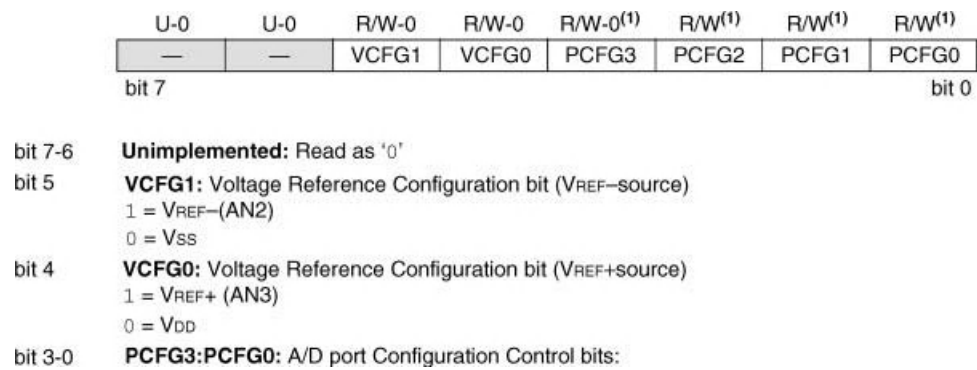 U-0 U-0 R/W-0 R/W-0 R/W-0(1) R/W(1) R/W(1) R/W(1)
— — VCFG1 VCFG0 PCFG3 PCFG2 PCFG1 PCFG0
bit 7 bit 0
bit 7-6 Unimplemented: Read as ‘0’
bit 5 VCFG1: Voltage Reference Configuration bit (VREF–source)
1 = VREF–(AN2)
0 = VSS
bit 4 VCFG0: Voltage Reference Configuration bit (VREF+source)
1 = VREF+ (AN3)
0 = VDD
bit 3-0 PCFG3:PCFG0: A/D port Configuration Control bits: